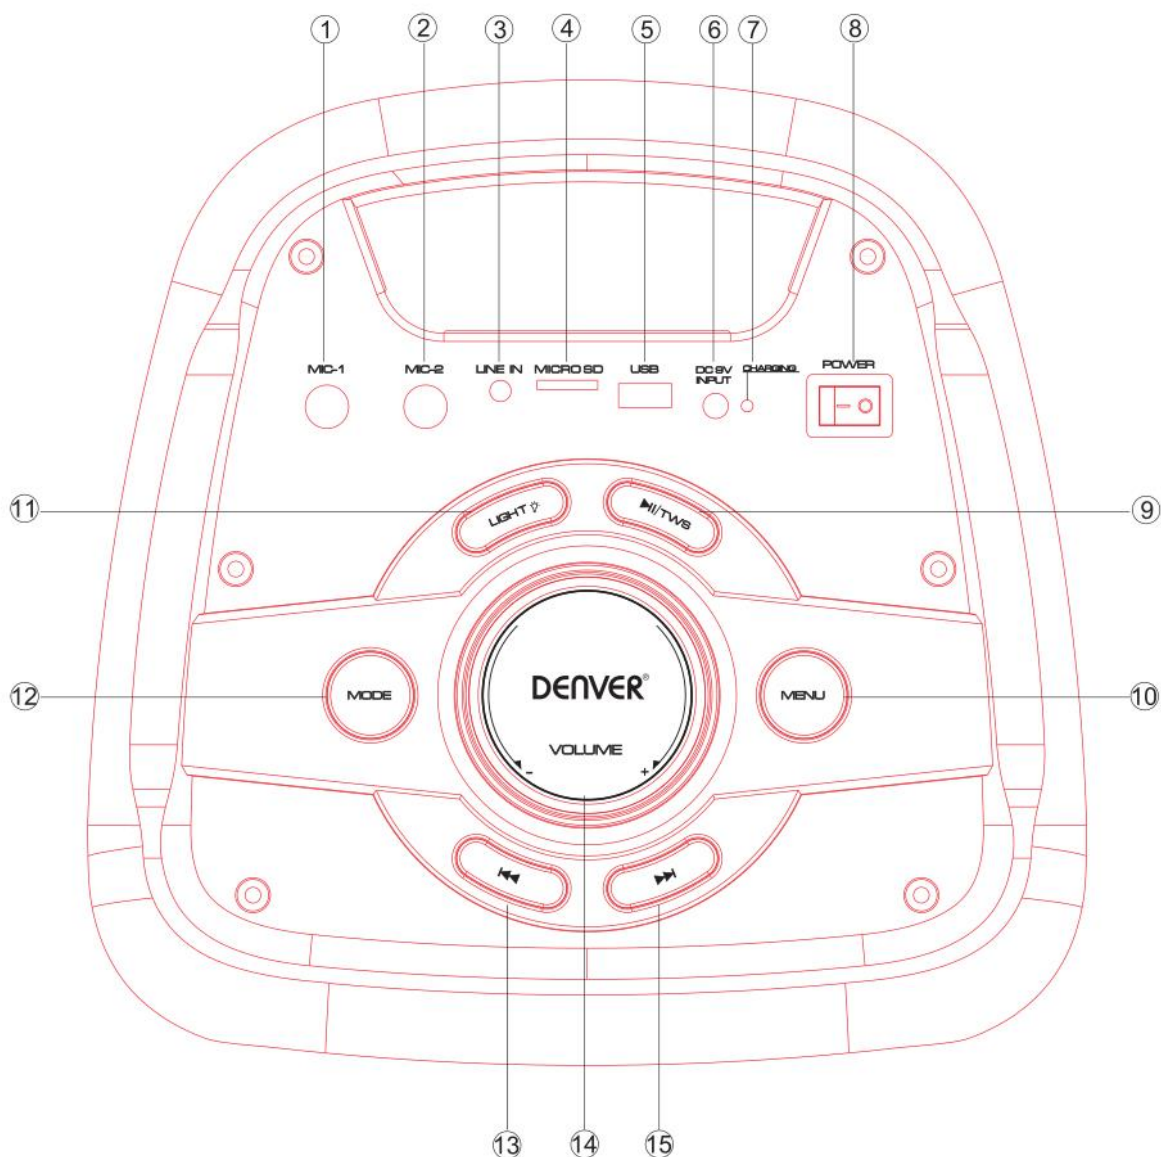 ① ② ③ ④ ⑤ ⑥ ⑦ ⑧
MIC-1 MIC-2 LINE IN MICRO SD USB DC 9V CHARGING POWER
INPUT
⑪ LIGHT ⏯/TWS ⑨
⑫ MODE DENVER® MENU ⑩
VOLUME
- +
⑬ ⑭ ⑮